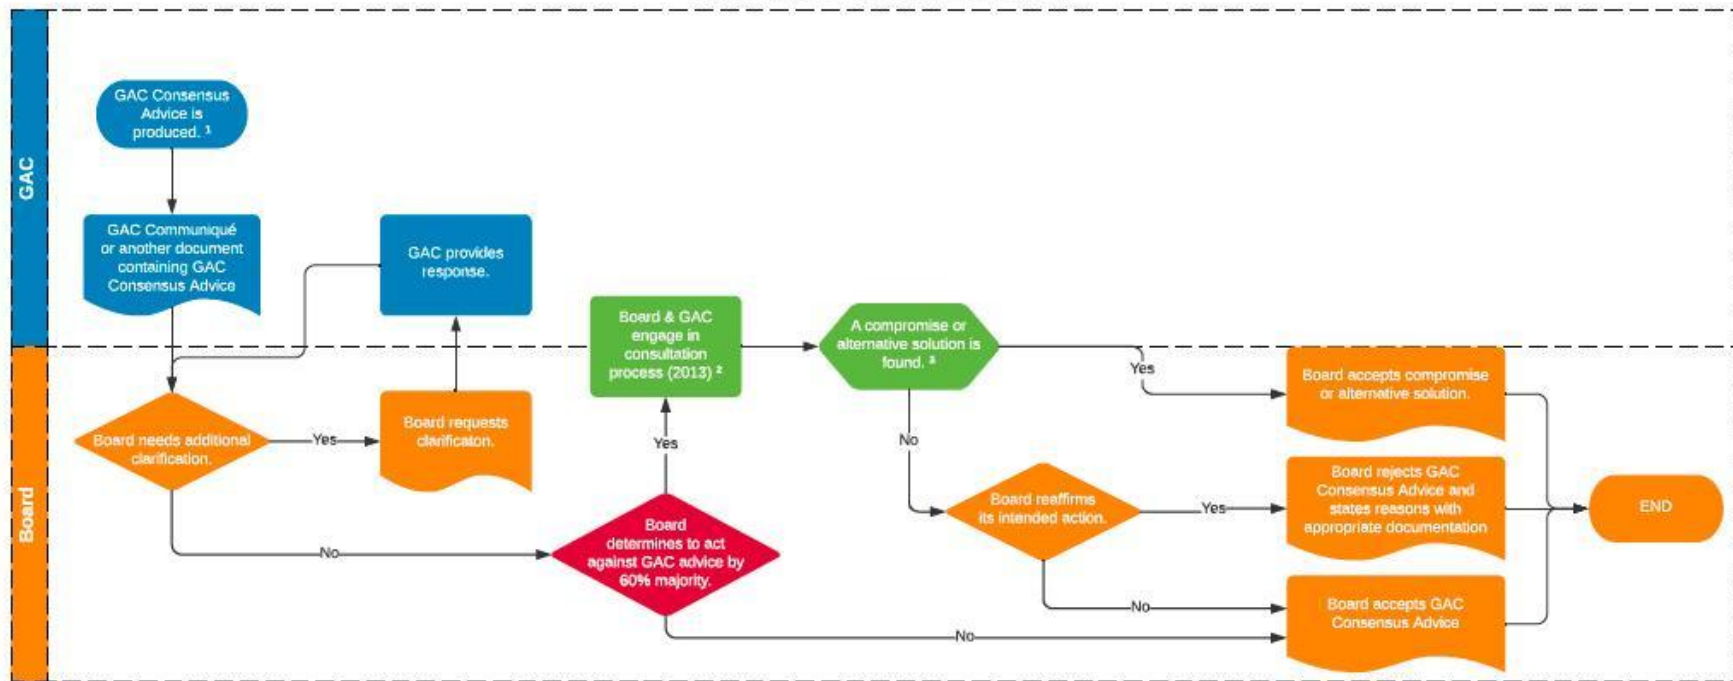 GAC
GAC Consensus
Advice is
produced. ¹
GAC Communiqué
or another document
containing GAC
Consensus Advice
GAC provides
response.
Board & GAC
engage in
consultation
process (2013) ²
A compromise or
alternative solution is
found. ³
Board
Board needs additional
clarification.
Yes
Board requests
clarificaton.
No
Board
determines to act
against GAC advice by
60% majority.
Yes
No
Yes
Board accepts compromise
or alternative solution.
No
Board reaffirms
its intended action.
Yes
Board rejects GAC
Consensus Advice and
states reasons with
appropriate documentation
No
Board accepts GAC
Consensus Advice
END